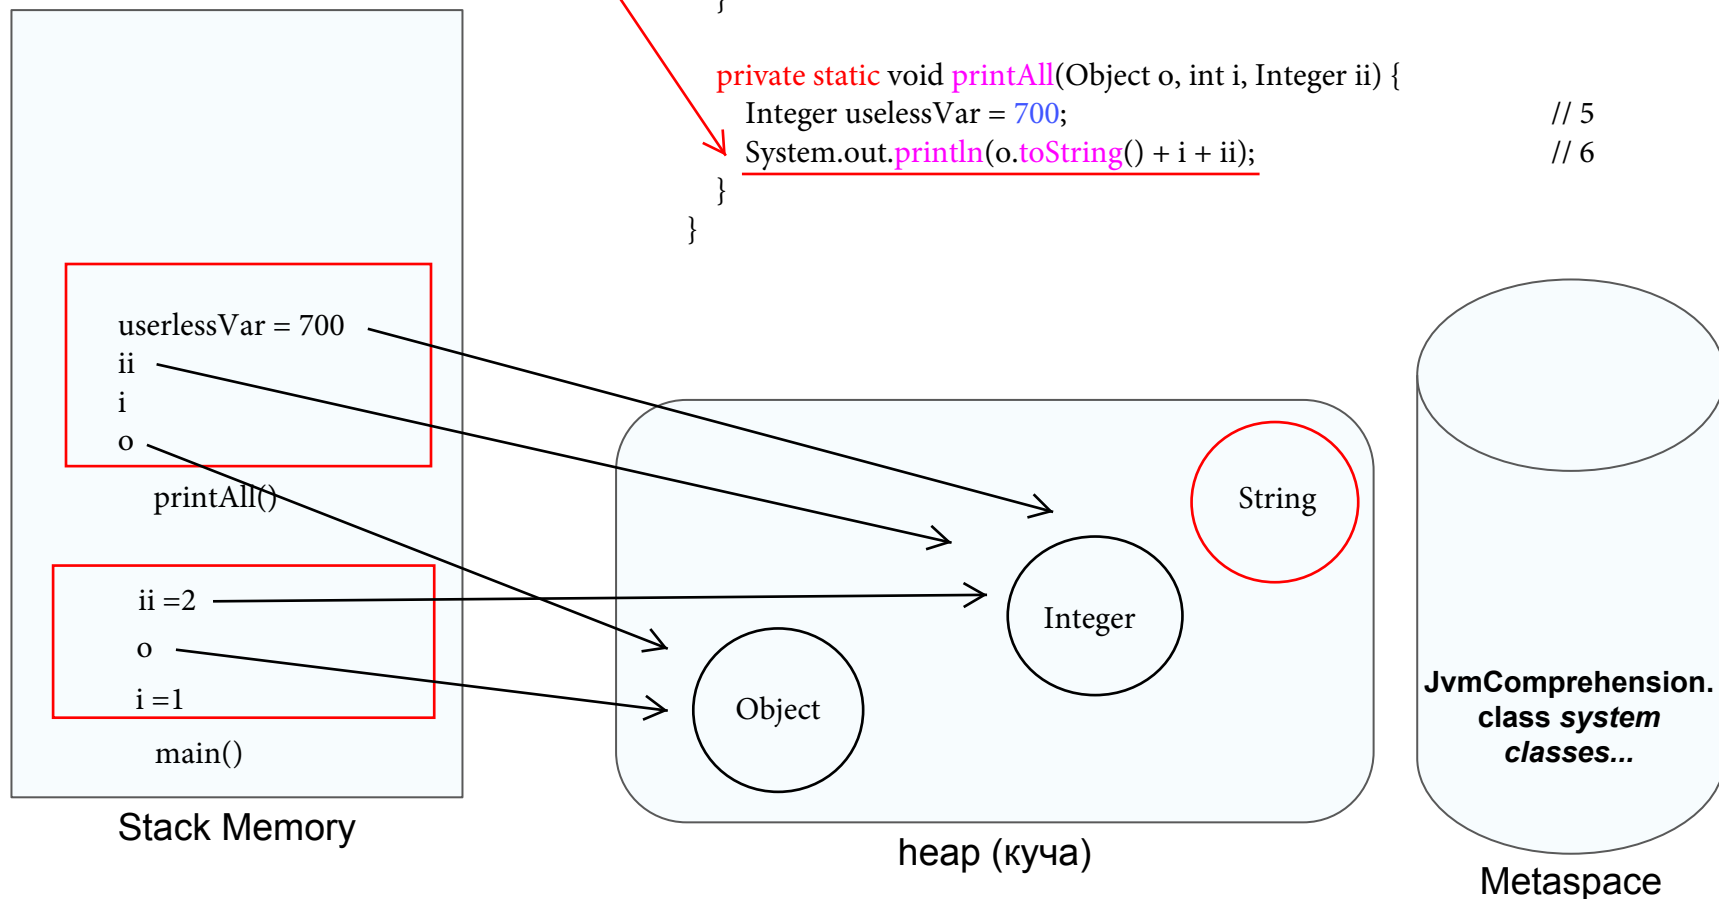 }
private static void printAll(Object o, int i, Integer ii) {
Integer uselessVar = 700; // 5
System.out.println(o.toString() + i + ii); // 6
}
}
userlessVar = 700
ii
i
o
printAll()
ii =2
o
i =1
main()
Stack Memory
String
Integer
Object
heap (куча)
JvmComprehension.
class system
classes...
Metaspace